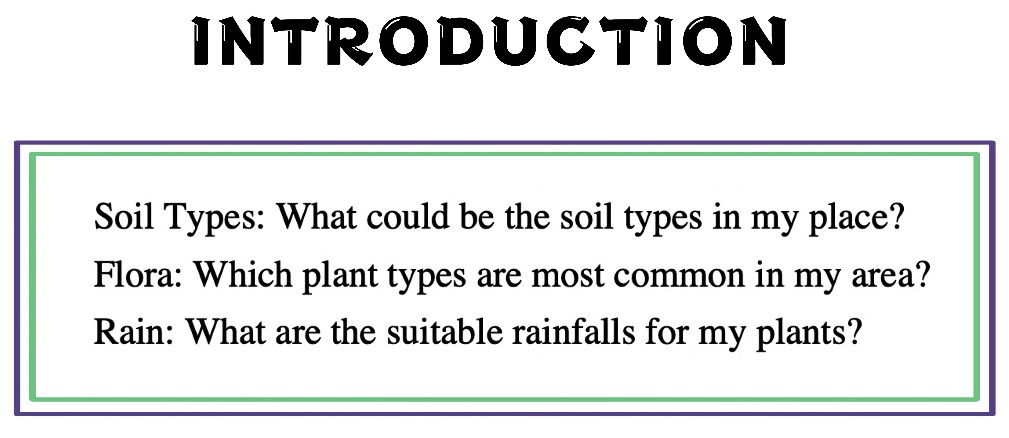 INTRODUCTION
Soil Types: What could be the soil types in my place?
Flora: Which plant types are most common in my area?
Rain: What are the suitable rainfalls for my plants?